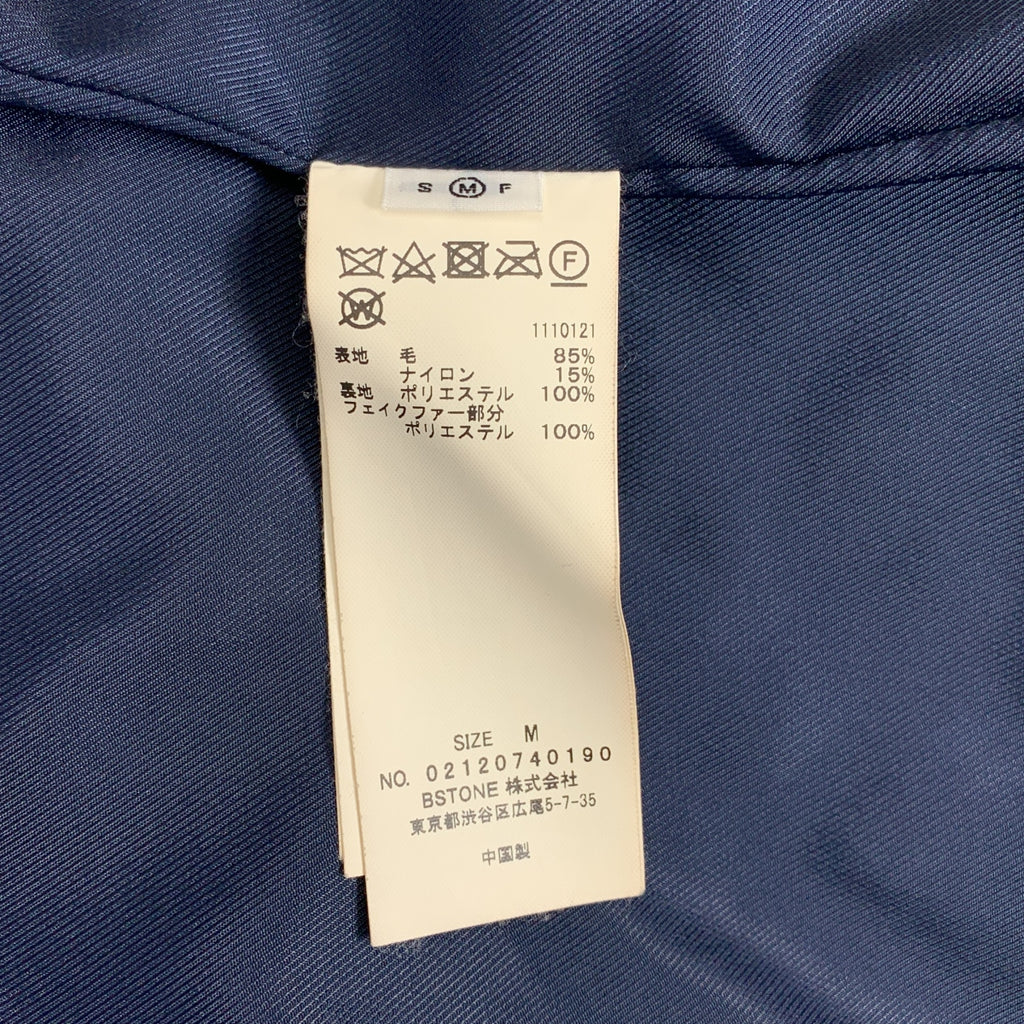 S M F
F
W
1110121
表地 毛 85%
ナイロン 15%
裏地 ポリエステル 100%
フェイクファー部分
ポリエステル 100%
SIZE M
NO. 02120740190
BSTONE 株式会社
東京都渋谷区広尾5-7-35
中国製